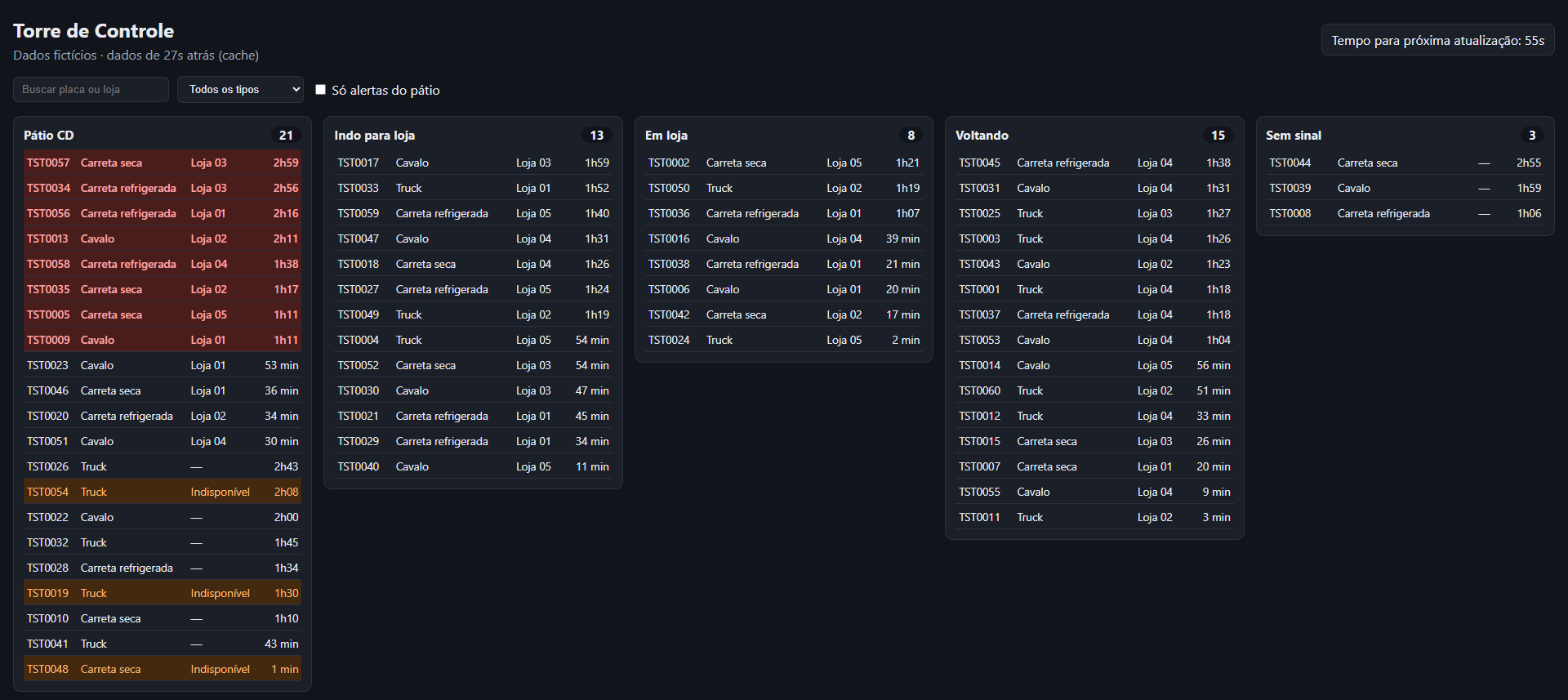 Torre de Controle
Dados fictícios · dados de 27s atrás (cache)
Tempo para próxima atualização: 55s
Buscar placa ou loja
Todos os tipos
Só alertas do pátio
Pátio CD 21
TST0057 Carreta seca Loja 03 2h59
TST0034 Carreta refrigerada Loja 03 2h56
TST0056 Carreta refrigerada Loja 01 2h16
TST0013 Cavalo Loja 02 2h11
TST0058 Carreta refrigerada Loja 04 1h38
TST0035 Carreta seca Loja 02 1h17
TST0005 Carreta seca Loja 05 1h11
TST0009 Cavalo Loja 01 1h11
TST0023 Cavalo Loja 01 53 min
TST0046 Carreta seca Loja 01 36 min
TST0020 Carreta refrigerada Loja 02 34 min
TST0051 Cavalo Loja 04 30 min
TST0026 Truck — 2h43
TST0054 Truck Indisponível 2h08
TST0022 Cavalo — 2h00
TST0032 Truck — 1h45
TST0028 Carreta refrigerada — 1h34
TST0019 Truck Indisponível 1h30
TST0010 Carreta seca — 1h10
TST0041 Truck — 43 min
TST0048 Carreta seca Indisponível 1 min
Indo para loja 13
TST0017 Cavalo Loja 03 1h59
TST0033 Truck Loja 01 1h52
TST0059 Carreta refrigerada Loja 05 1h40
TST0047 Cavalo Loja 04 1h31
TST0018 Carreta seca Loja 04 1h26
TST0027 Carreta refrigerada Loja 05 1h24
TST0049 Truck Loja 02 1h19
TST0004 Truck Loja 05 54 min
TST0052 Carreta seca Loja 03 54 min
TST0030 Cavalo Loja 03 47 min
TST0021 Carreta refrigerada Loja 01 45 min
TST0029 Carreta refrigerada Loja 01 34 min
TST0040 Cavalo Loja 05 11 min
Em loja 8
TST0002 Carreta seca Loja 05 1h21
TST0050 Truck Loja 02 1h19
TST0036 Carreta refrigerada Loja 01 1h07
TST0016 Cavalo Loja 04 39 min
TST0038 Carreta refrigerada Loja 01 21 min
TST0006 Cavalo Loja 01 20 min
TST0042 Carreta seca Loja 02 17 min
TST0024 Truck Loja 05 2 min
Voltando 15
TST0045 Carreta refrigerada Loja 04 1h38
TST0031 Cavalo Loja 04 1h31
TST0025 Truck Loja 03 1h27
TST0003 Truck Loja 04 1h26
TST0043 Cavalo Loja 02 1h23
TST0001 Truck Loja 04 1h18
TST0037 Carreta refrigerada Loja 04 1h18
TST0053 Cavalo Loja 04 1h04
TST0014 Cavalo Loja 05 56 min
TST0060 Truck Loja 02 51 min
TST0012 Truck Loja 04 33 min
TST0015 Carreta seca Loja 03 26 min
TST0007 Carreta seca Loja 01 20 min
TST0055 Cavalo Loja 04 9 min
TST0011 Truck Loja 02 3 min
Sem sinal 3
TST0044 Carreta seca — 2h55
TST0039 Cavalo — 1h59
TST0008 Carreta refrigerada — 1h06